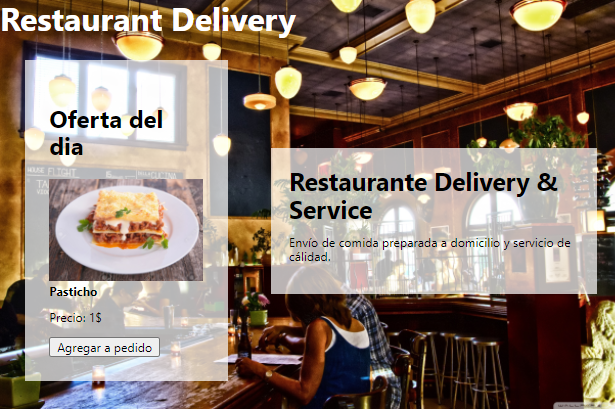 Restaurant Delivery
Oferta del
dia
Restaurante Delivery &
Service
Envío de comida preparada a domicilio y servicio de
cálidad.
Pasticho
Precio: 1$
Agregar a pedido